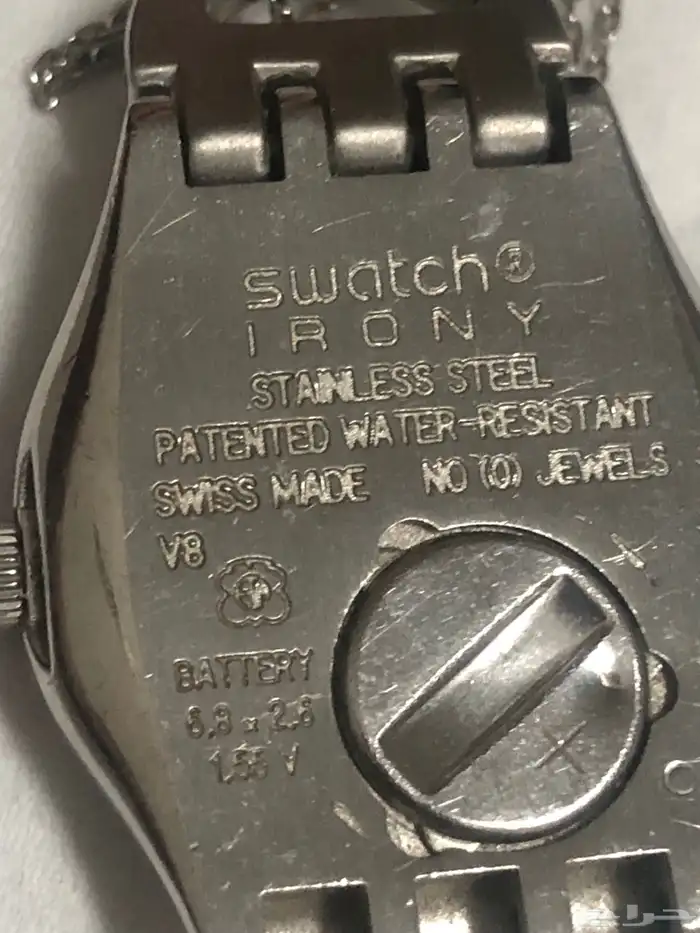 swatch®
IRONY
STAINLESS STEEL
PATENTED WATER-RESISTANT
SWISS MADE NO (0) JEWELS
V8
BATTERY
6.8 x 2.6
1.55 V
حراج